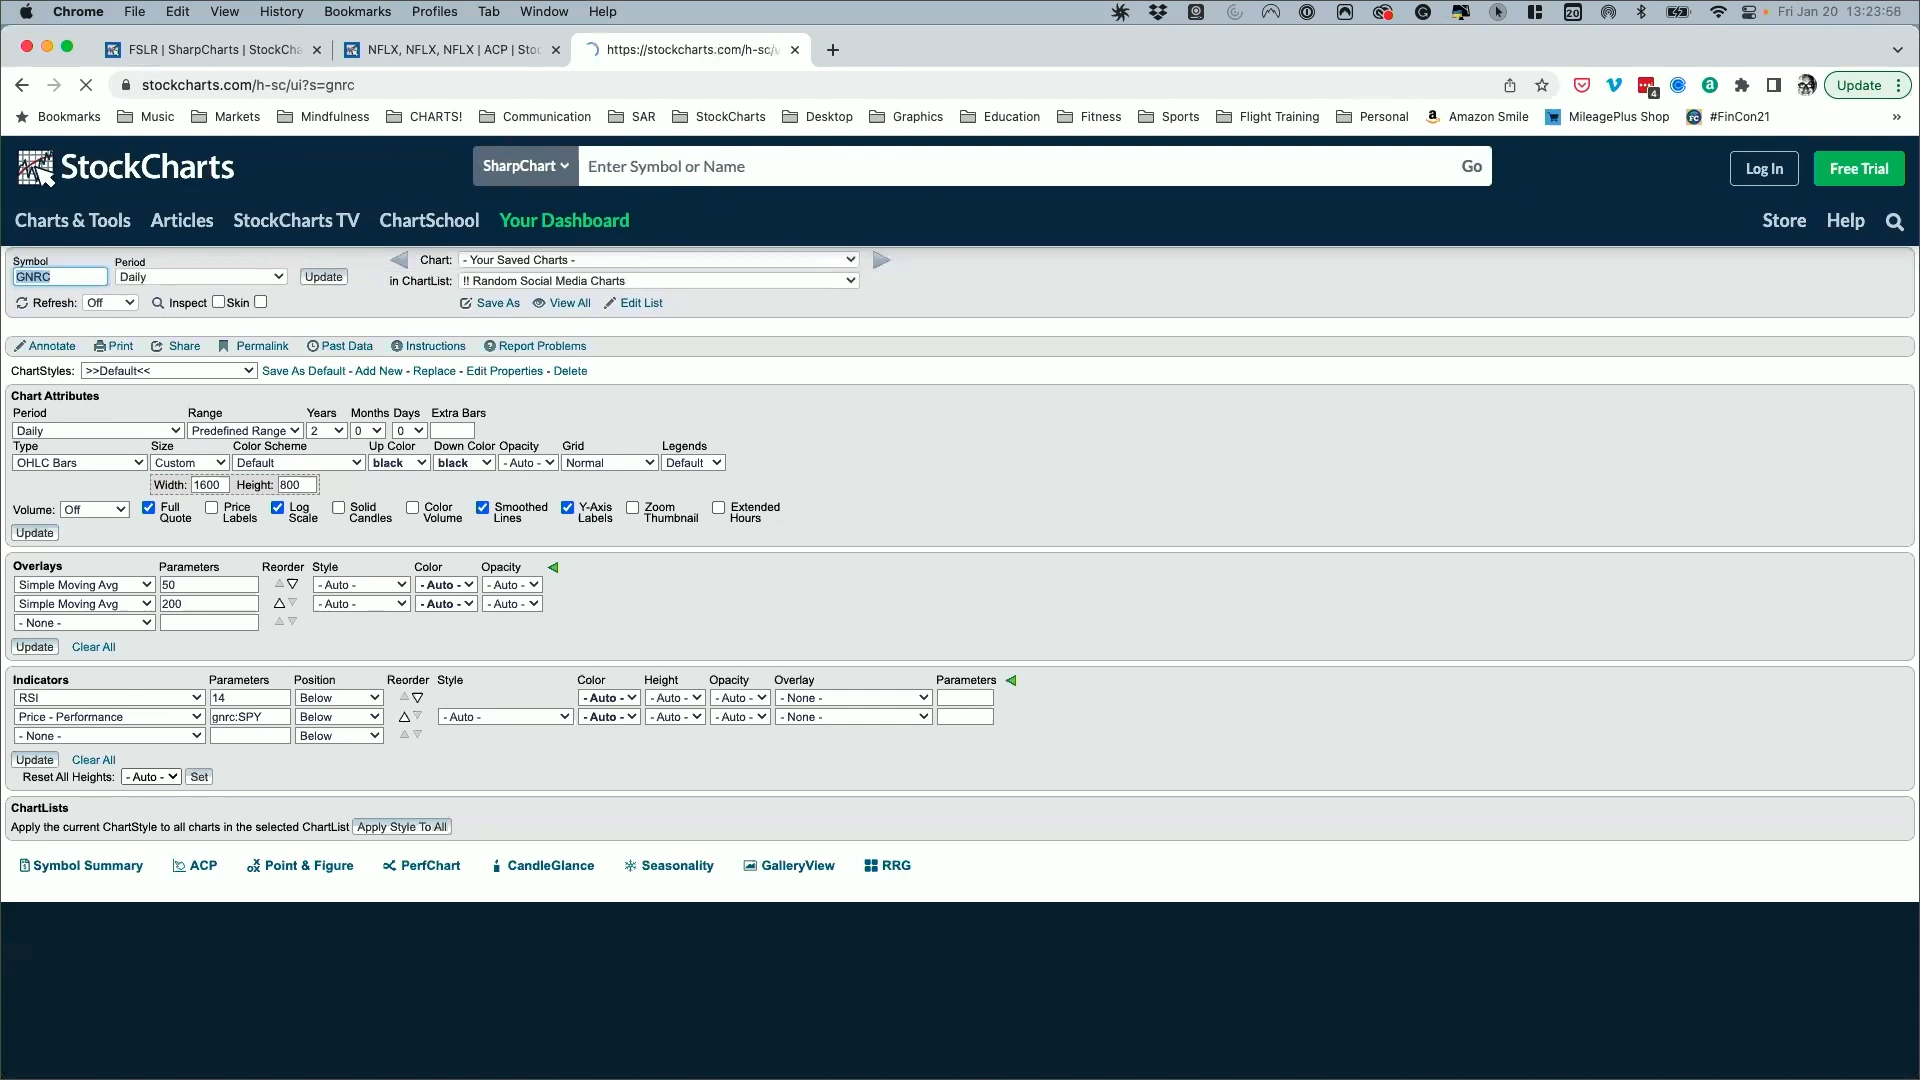 Chrome File Edit View History Bookmarks Profiles Tab Window Help 20 Fri Jan 20 13:23:56
FSLR | SharpCharts | StockCha NFLX, NFLX, NFLX | ACP | Stoc https://stockcharts.com/h-sc/u
stockcharts.com/h-sc/ui?s=gnrc 4 Update
Bookmarks Music Markets Mindfulness CHARTS! Communication SAR StockCharts Desktop Graphics Education Fitness Sports Flight Training Personal Amazon Smile MileagePlus Shop #FinCon21 »
StockCharts SharpChart Enter Symbol or Name Go Log In Free Trial
Charts & Tools Articles StockCharts TV ChartSchool Your Dashboard Store Help
Symbol Period Chart: - Your Saved Charts -
GNRC Daily Update in ChartList: !! Random Social Media Charts
Refresh: Off Inspect Skin Save As View All Edit List
Annotate Print Share Permalink Past Data Instructions Report Problems
ChartStyles: >>Default<< Save As Default - Add New - Replace - Edit Properties - Delete
Chart Attributes
Period Range Years Months Days Extra Bars
Daily Predefined Range 2 0 0
Type Size Color Scheme Up Color Down Color Opacity Grid Legends
OHLC Bars Custom Default black black - Auto - Normal Default
Width: 1600 Height: 800
Volume: Off Full Quote Price Labels Log Scale Solid Candles Color Volume Smoothed Lines Y-Axis Labels Zoom Thumbnail Extended Hours
Update
Overlays Parameters Reorder Style Color Opacity
Simple Moving Avg 50 - Auto - - Auto - - Auto -
Simple Moving Avg 200 - Auto - - Auto - - Auto -
- None -
Update Clear All
Indicators Parameters Position Reorder Style Color Height Opacity Overlay Parameters
RSI 14 Below - Auto - - Auto - - Auto - - None -
Price - Performance gnrc:SPY Below - Auto - - Auto - - Auto - - Auto - - None -
- None - Below
Update Clear All
Reset All Heights: - Auto - Set
ChartLists
Apply the current ChartStyle to all charts in the selected ChartList Apply Style To All
Symbol Summary ACP Point & Figure PerfChart CandleGlance Seasonality GalleryView RRG